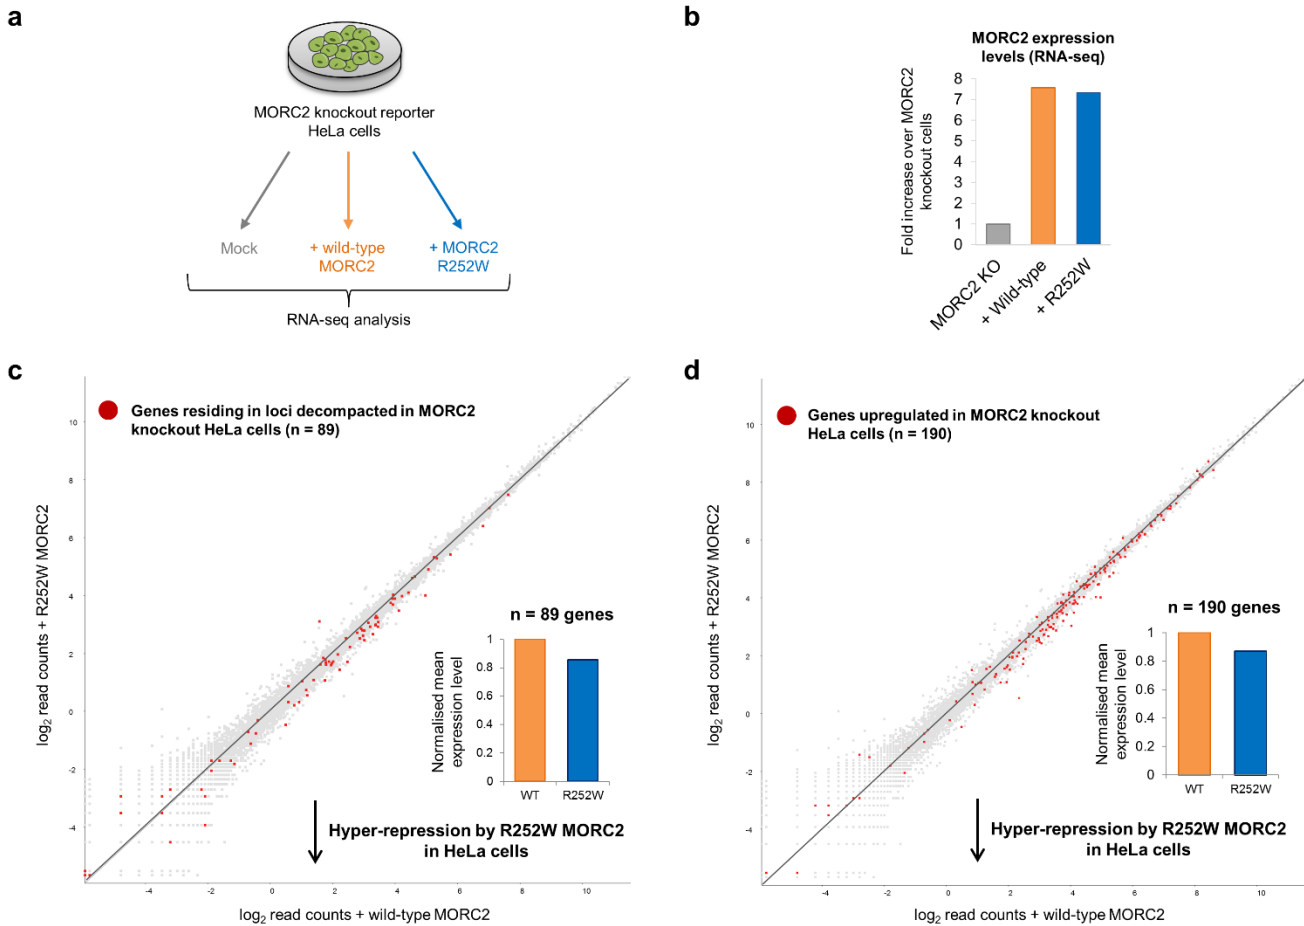 a
MORC2 knockout reporter
HeLa cells
Mock
+ wild-type
MORC2
+ MORC2
R252W
RNA-seq analysis
b
MORC2 expression
levels (RNA-seq)
Fold increase over MORC2
knockout cells
8
7
6
5
4
3
2
1
0
MORC2 KO
+ Wild-type
+ R252W
c
Genes residing in loci decompacted in MORC2
knockout HeLa cells (n = 89)
log2 read counts + R252W MORC2
10
8
6
4
2
0
-2
-4
n = 89 genes
Normalised mean
expression level
1
0.8
0.6
0.4
0.2
0
WT
R252W
Hyper-repression by R252W MORC2
in HeLa cells
-4
-2
0
2
4
6
8
10
log2 read counts + wild-type MORC2
d
Genes upregulated in MORC2 knockout
HeLa cells (n = 190)
log2 read counts + R252W MORC2
10
8
6
4
2
0
-2
-4
n = 190 genes
Normalised mean
expression level
1
0.8
0.6
0.4
0.2
0
WT
R252W
Hyper-repression by R252W MORC2
in HeLa cells
-4
-2
0
2
4
6
8
10
log2 read counts + wild-type MORC2